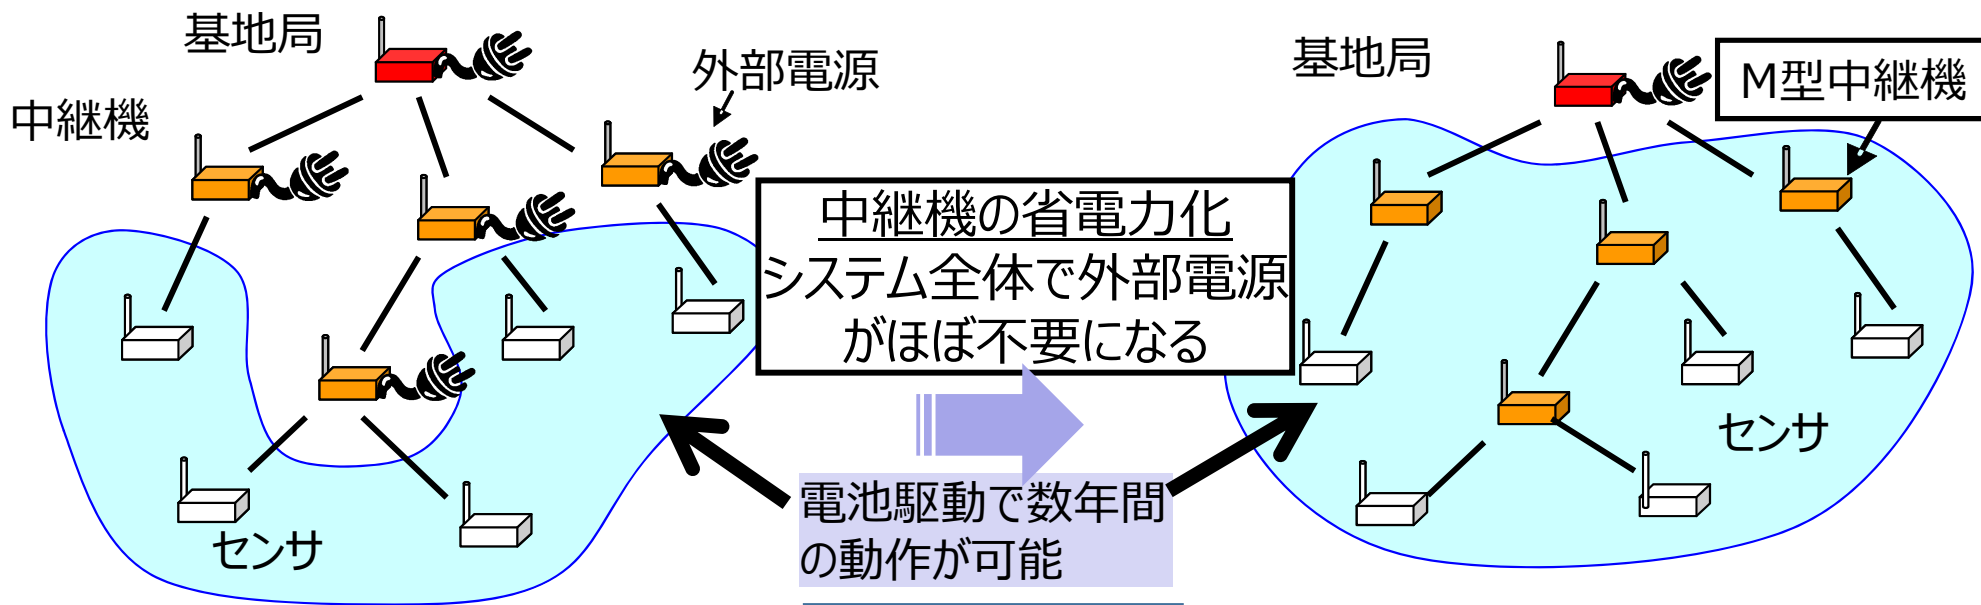 基地局
外部電源
中継機
センサ
中継機の省電力化
システム全体で外部電源
がほぼ不要になる
電池駆動で数年間
の動作が可能
基地局
M型中継機
センサ